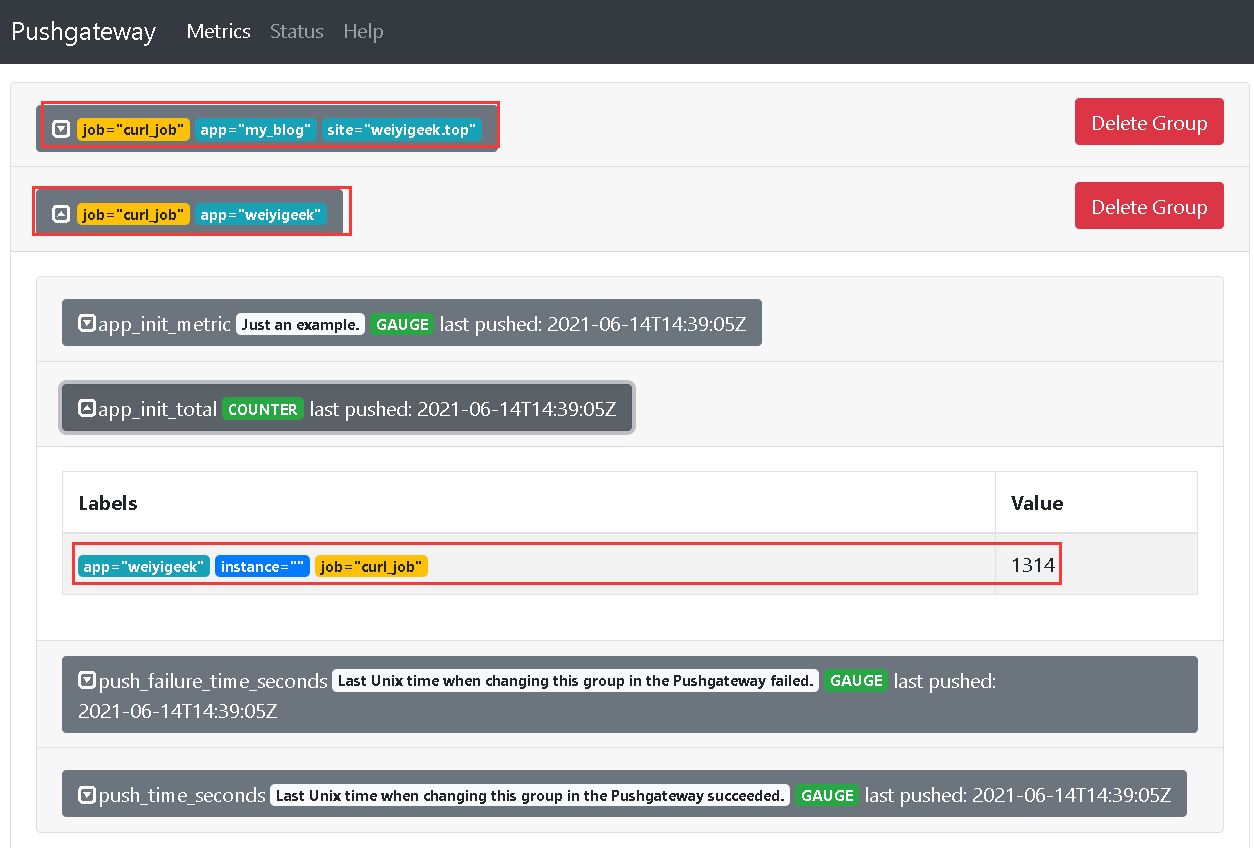 Pushgateway Metrics Status Help
job="curl_job" app="my_blog" site="weiyigeek.top" Delete Group
job="curl_job" app="weiyigeek" Delete Group
app_init_metric Just an example. GAUGE last pushed: 2021-06-14T14:39:05Z
app_init_total COUNTER last pushed: 2021-06-14T14:39:05Z
Labels Value
app="weiyigeek" instance="" job="curl_job" 1314
push_failure_time_seconds Last Unix time when changing this group in the Pushgateway failed. GAUGE last pushed:
2021-06-14T14:39:05Z
push_time_seconds Last Unix time when changing this group in the Pushgateway succeeded. GAUGE last pushed: 2021-06-14T14:39:05Z